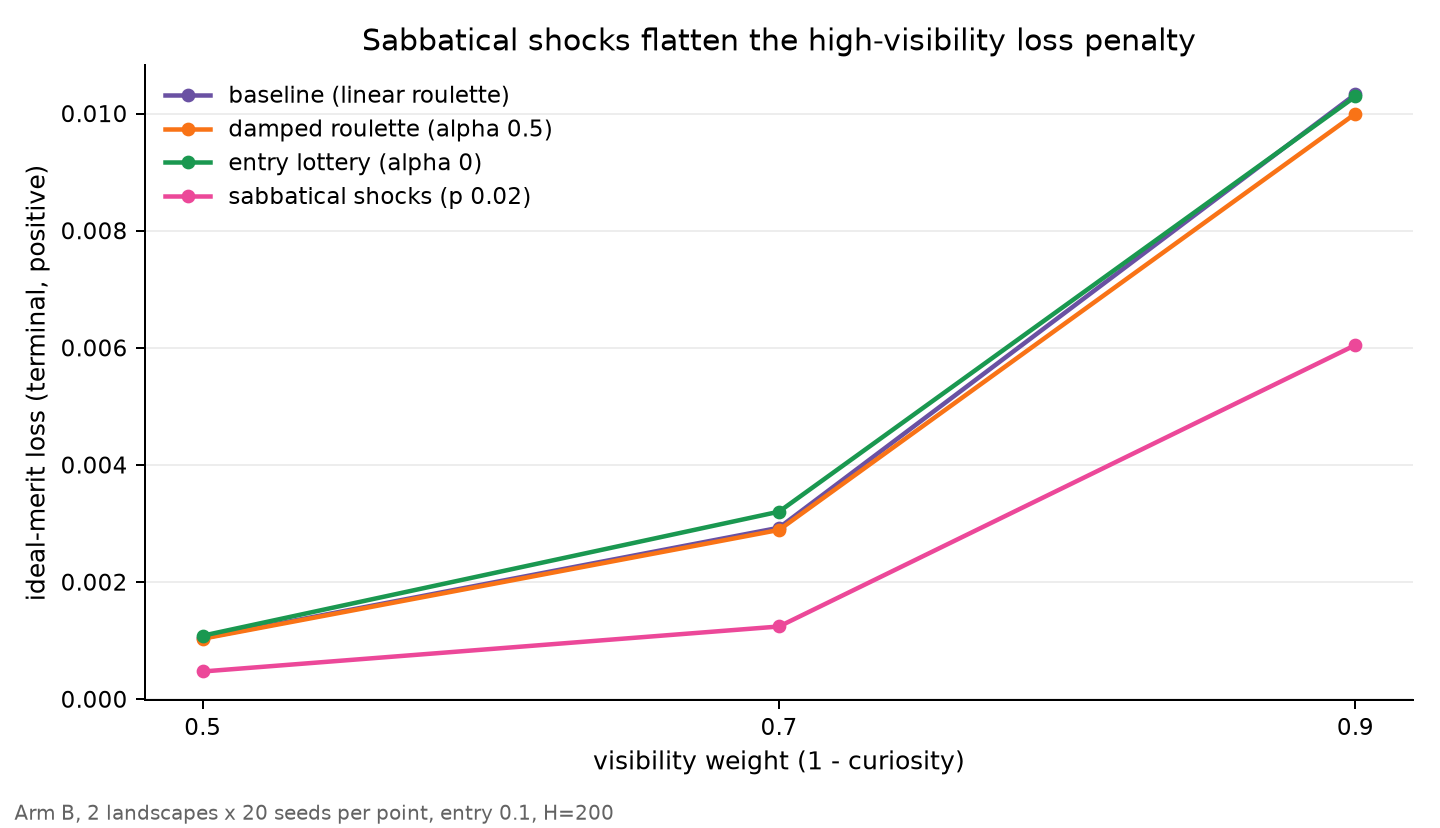 Sabbatical shocks flatten the high-visibility loss penalty
baseline (linear roulette)
damped roulette (alpha 0.5)
entry lottery (alpha 0)
sabbatical shocks (p 0.02)
ideal-merit loss (terminal, positive)
0.010
0.008
0.006
0.004
0.002
0.000
0.5 0.7 0.9
visibility weight (1 - curiosity)
Arm B, 2 landscapes x 20 seeds per point, entry 0.1, H=200